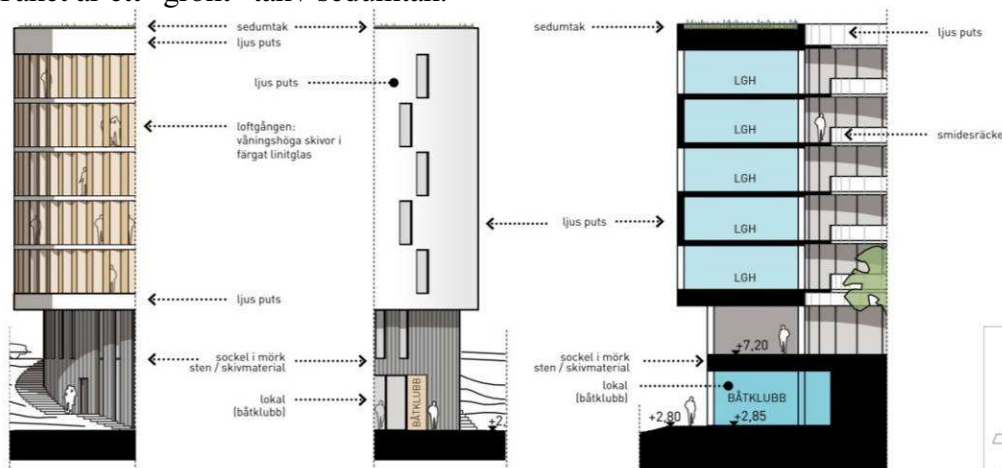 sedumtak
ljus puts
ljus puts
loftgången:
våningshöga skivor i
färgat linitglas
ljus puts
sockel i mörk
sten / skivmaterial
lokal
(båtklubb)
BÅTKLUBB
ljus puts
sedumtak
ljus puts
LGH
LGH
LGH
LGH
LGH
smidesräcke
+7,20
sockel i mörk
sten / skivmaterial
lokal
(båtklubb)
BÅTKLUBB
+2,80
+2,85